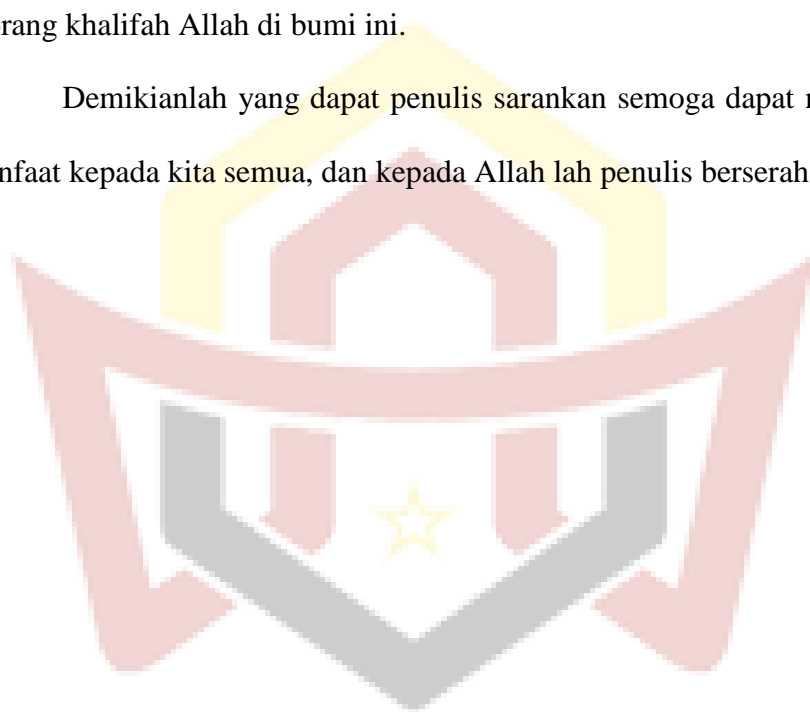 orang khalifah Allah di bumi ini.
Demikianlah yang dapat penulis sarankan semoga dapat
nfaat kepada kita semua, dan kepada Allah lah penulis berserah